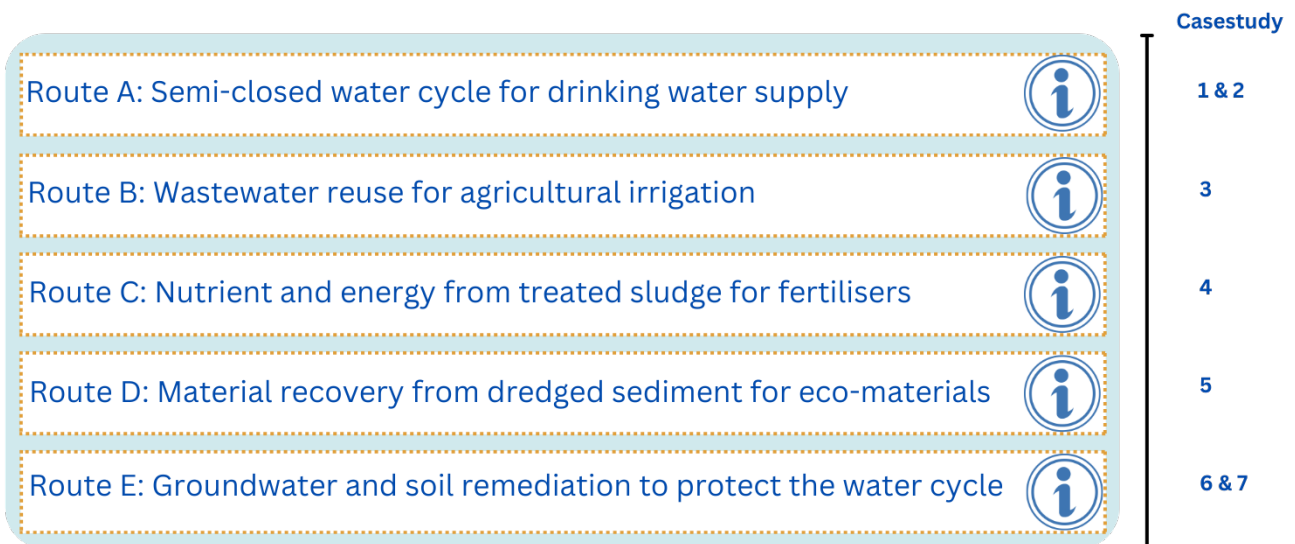 Casestudy
Route A: Semi-closed water cycle for drinking water supply
1 & 2
Route B: Wastewater reuse for agricultural irrigation
3
Route C: Nutrient and energy from treated sludge for fertilisers
4
Route D: Material recovery from dredged sediment for eco-materials
5
Route E: Groundwater and soil remediation to protect the water cycle
6 & 7